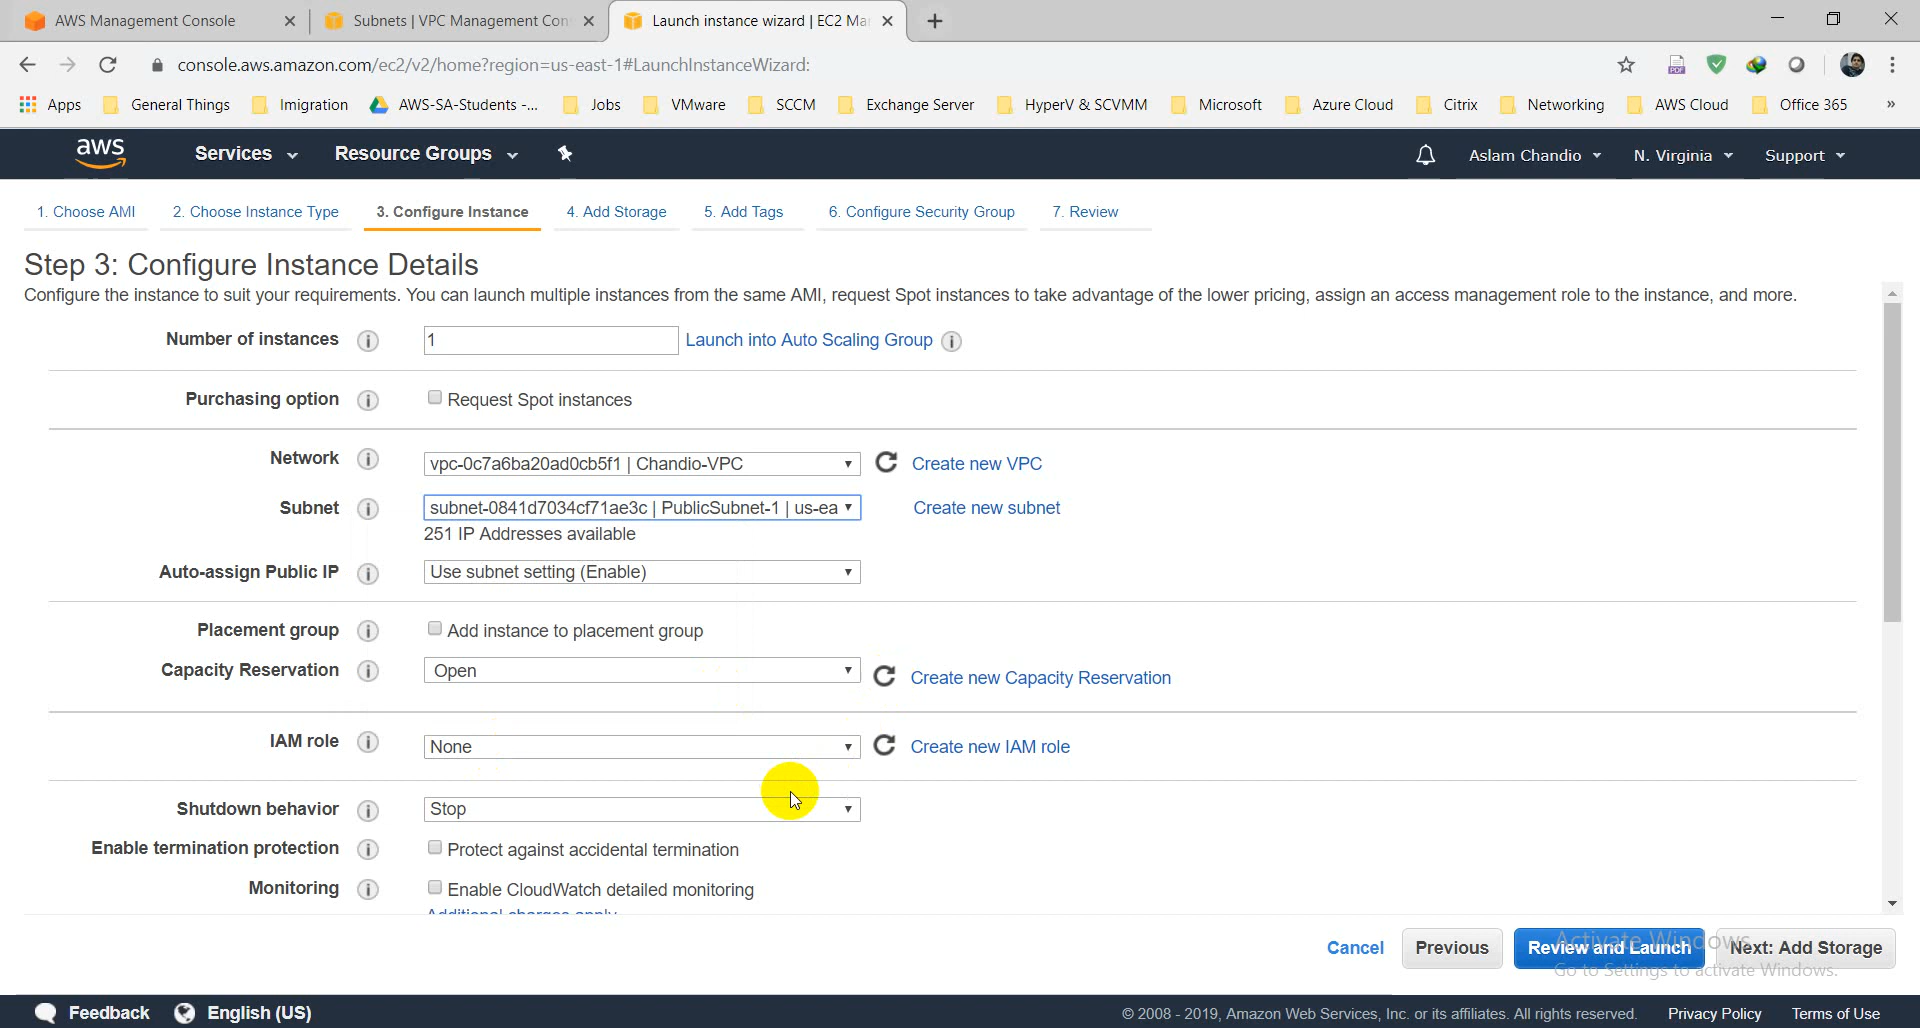 AWS Management Console
Subnets | VPC Management Con
Launch instance wizard | EC2 Ma
console.aws.amazon.com/ec2/v2/home?region=us-east-1#LaunchInstanceWizard:
Apps General Things Imigration AWS-SA-Students -... Jobs VMware SCCM Exchange Server HyperV & SCVMM Microsoft Azure Cloud Citrix Networking AWS Cloud Office 365 »
aws Services Resource Groups Aslam Chandio N. Virginia Support
1. Choose AMI 2. Choose Instance Type 3. Configure Instance 4. Add Storage 5. Add Tags 6. Configure Security Group 7. Review
Step 3: Configure Instance Details
Configure the instance to suit your requirements. You can launch multiple instances from the same AMI, request Spot instances to take advantage of the lower pricing, assign an access management role to the instance, and more.
Number of instances 1 Launch into Auto Scaling Group
Purchasing option Request Spot instances
Network vpc-0c7a6ba20ad0cb5f1 | Chandio-VPC Create new VPC
Subnet subnet-0841d7034cf71ae3c | PublicSubnet-1 | us-ea Create new subnet
251 IP Addresses available
Auto-assign Public IP Use subnet setting (Enable)
Placement group Add instance to placement group
Capacity Reservation Open Create new Capacity Reservation
IAM role None Create new IAM role
Shutdown behavior Stop
Enable termination protection Protect against accidental termination
Monitoring Enable CloudWatch detailed monitoring
Additional charges apply
Cancel Previous Review and Launch Next: Add Storage
Activate Windows
Go to Settings to activate Windows.
Feedback English (US) © 2008 - 2019, Amazon Web Services, Inc. or its affiliates. All rights reserved. Privacy Policy Terms of Use